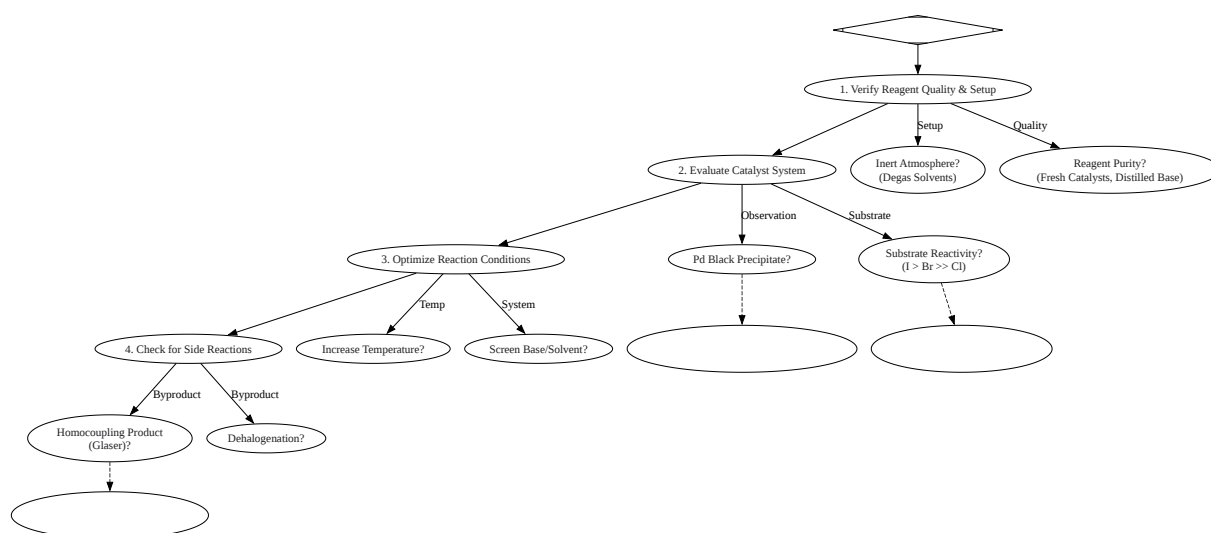 1. Verify Reagent Quality & Setup
Setup
Quality
Inert Atmosphere?
(Degas Solvents)
Reagent Purity?
(Fresh Catalysts, Distilled Base)
2. Evaluate Catalyst System
Observation
Substrate
Pd Black Precipitate?
Substrate Reactivity?
(I > Br >> Cl)
3. Optimize Reaction Conditions
Temp
System
Increase Temperature?
Screen Base/Solvent?
4. Check for Side Reactions
Byproduct
Byproduct
Homocoupling Product
(Glaser)?
Dehalogenation?